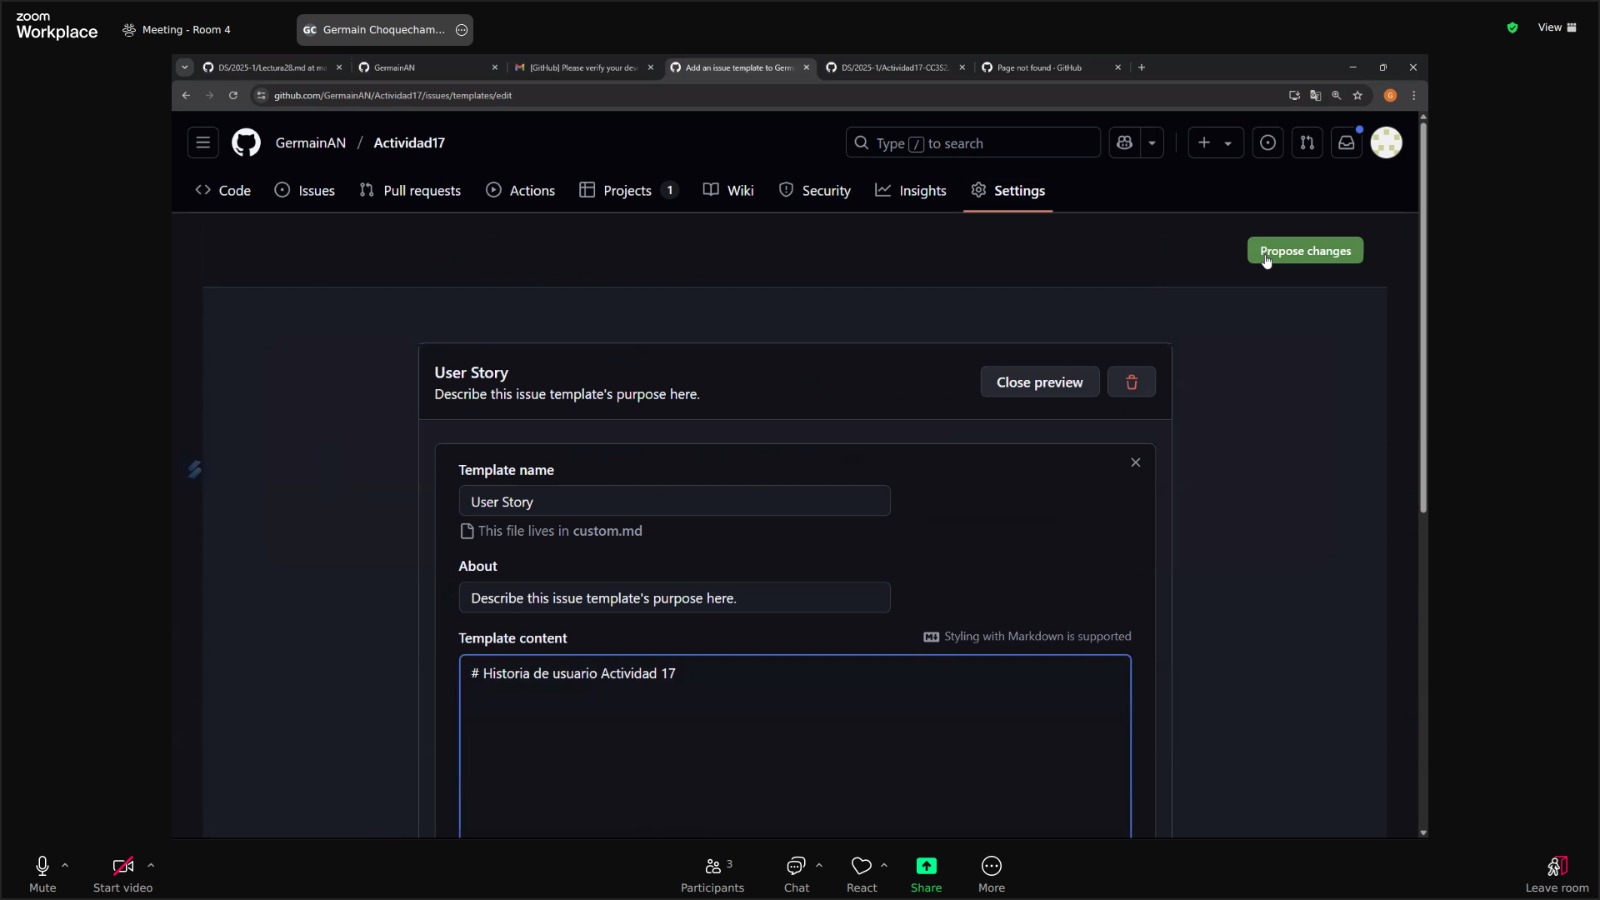 zoom
Workplace
Meeting - Room 4
GC Germain Choquecham...
View
DS/2025-1/Lectura28.md at ma
GermainAN
[GitHub] Please verify your dev
Add an issue template to Germ
DS/2025-1/Actividad17-CC3S2
Page not found · GitHub
github.com/GermainAN/Actividad17/issues/templates/edit
G
GermainAN / Actividad17
Type / to search
Code
Issues
Pull requests
Actions
Projects 1
Wiki
Security
Insights
Settings
Propose changes
User Story
Describe this issue template's purpose here.
Close preview
Template name
User Story
This file lives in custom.md
About
Describe this issue template's purpose here.
Template content
Styling with Markdown is supported
# Historia de usuario Actividad 17
Mute
Start video
3
Participants
Chat
React
Share
More
Leave room